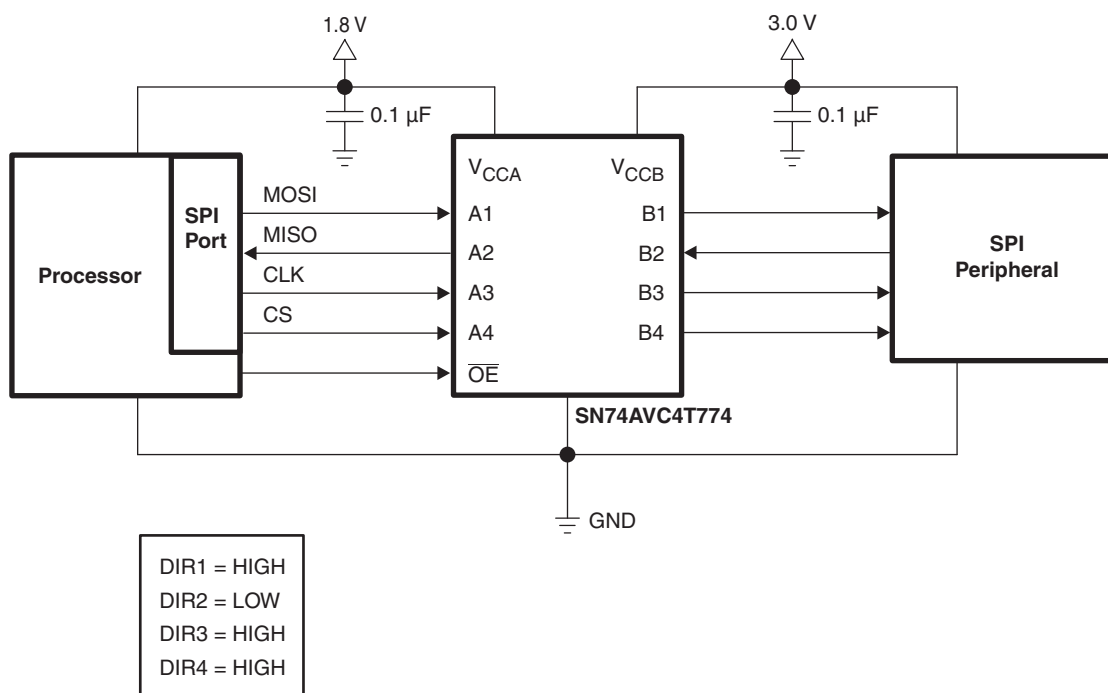 1.8 V
3.0 V
0.1 µF
0.1 µF
Processor
SPI
Port
MOSI
MISO
CLK
CS
VCCA
A1
A2
A3
A4
OE
VCCB
B1
B2
B3
B4
SPI
Peripheral
SN74AVC4T774
GND
DIR1 = HIGH
DIR2 = LOW
DIR3 = HIGH
DIR4 = HIGH